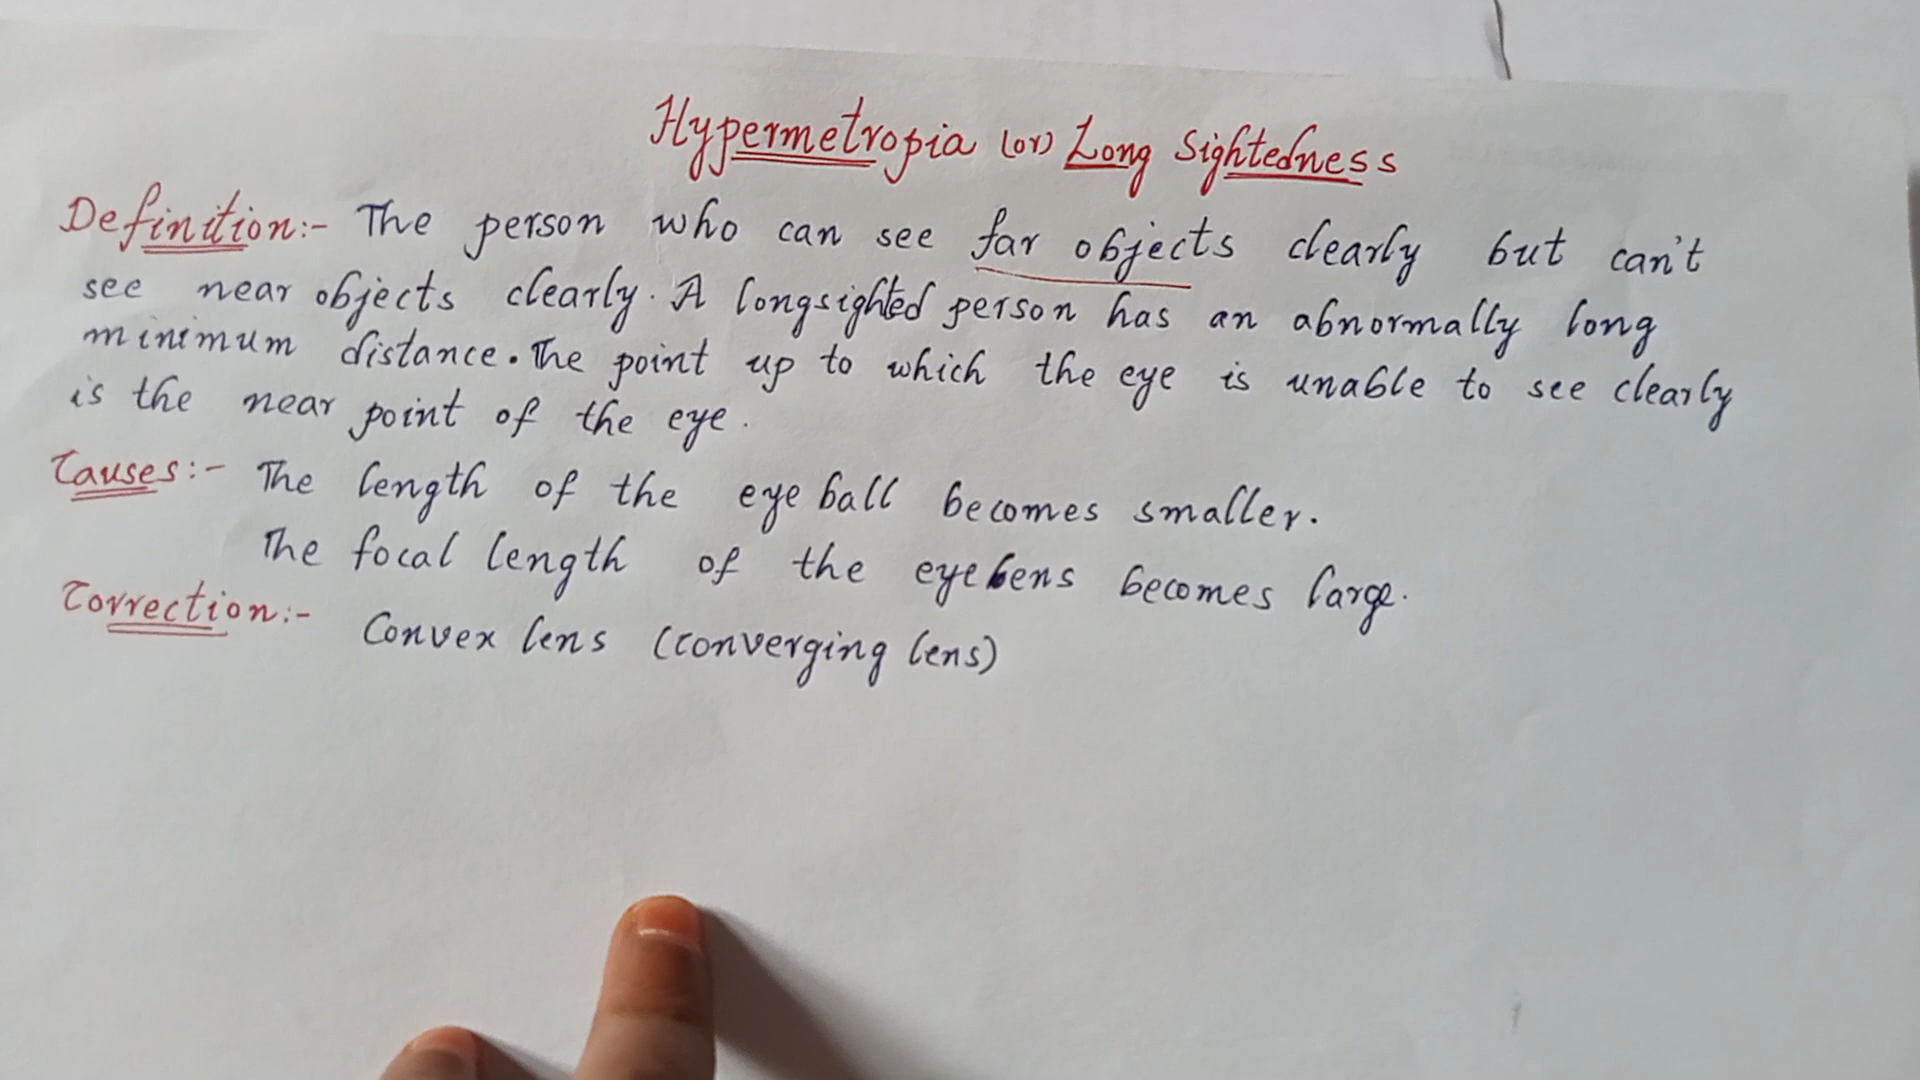 Hypermetropia (or) Long Sightedness
Definition:- The person who can see far objects clearly but can't
see near objects clearly. A longsighted person has an abnormally long
minimum distance. The point up to which the eye is unable to see clearly
is the near point of the eye.
Causes:- The length of the eye ball becomes smaller.
The focal length of the eye lens becomes large.
Correction:- Convex lens (converging lens)